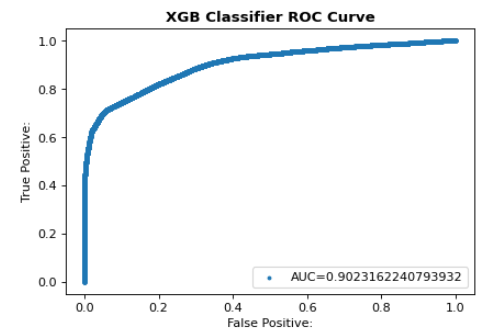 XGB Classifier ROC Curve
1.0
0.8
0.6
0.4
0.2
0.0
True Positive:
AUC=0.9023162240793932
0.0 0.2 0.4 0.6 0.8 1.0
False Positive: